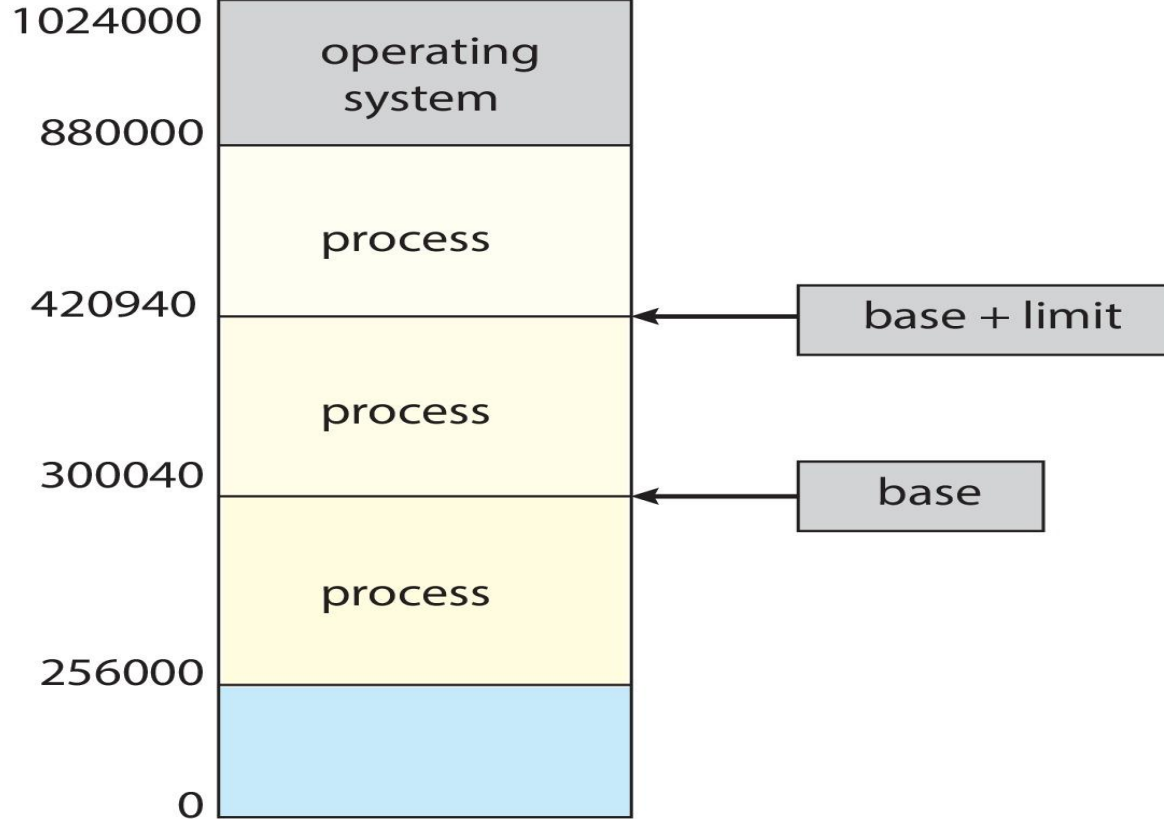 1024000
operating
system
880000
process
420940
base + limit
process
300040
base
process
256000
0